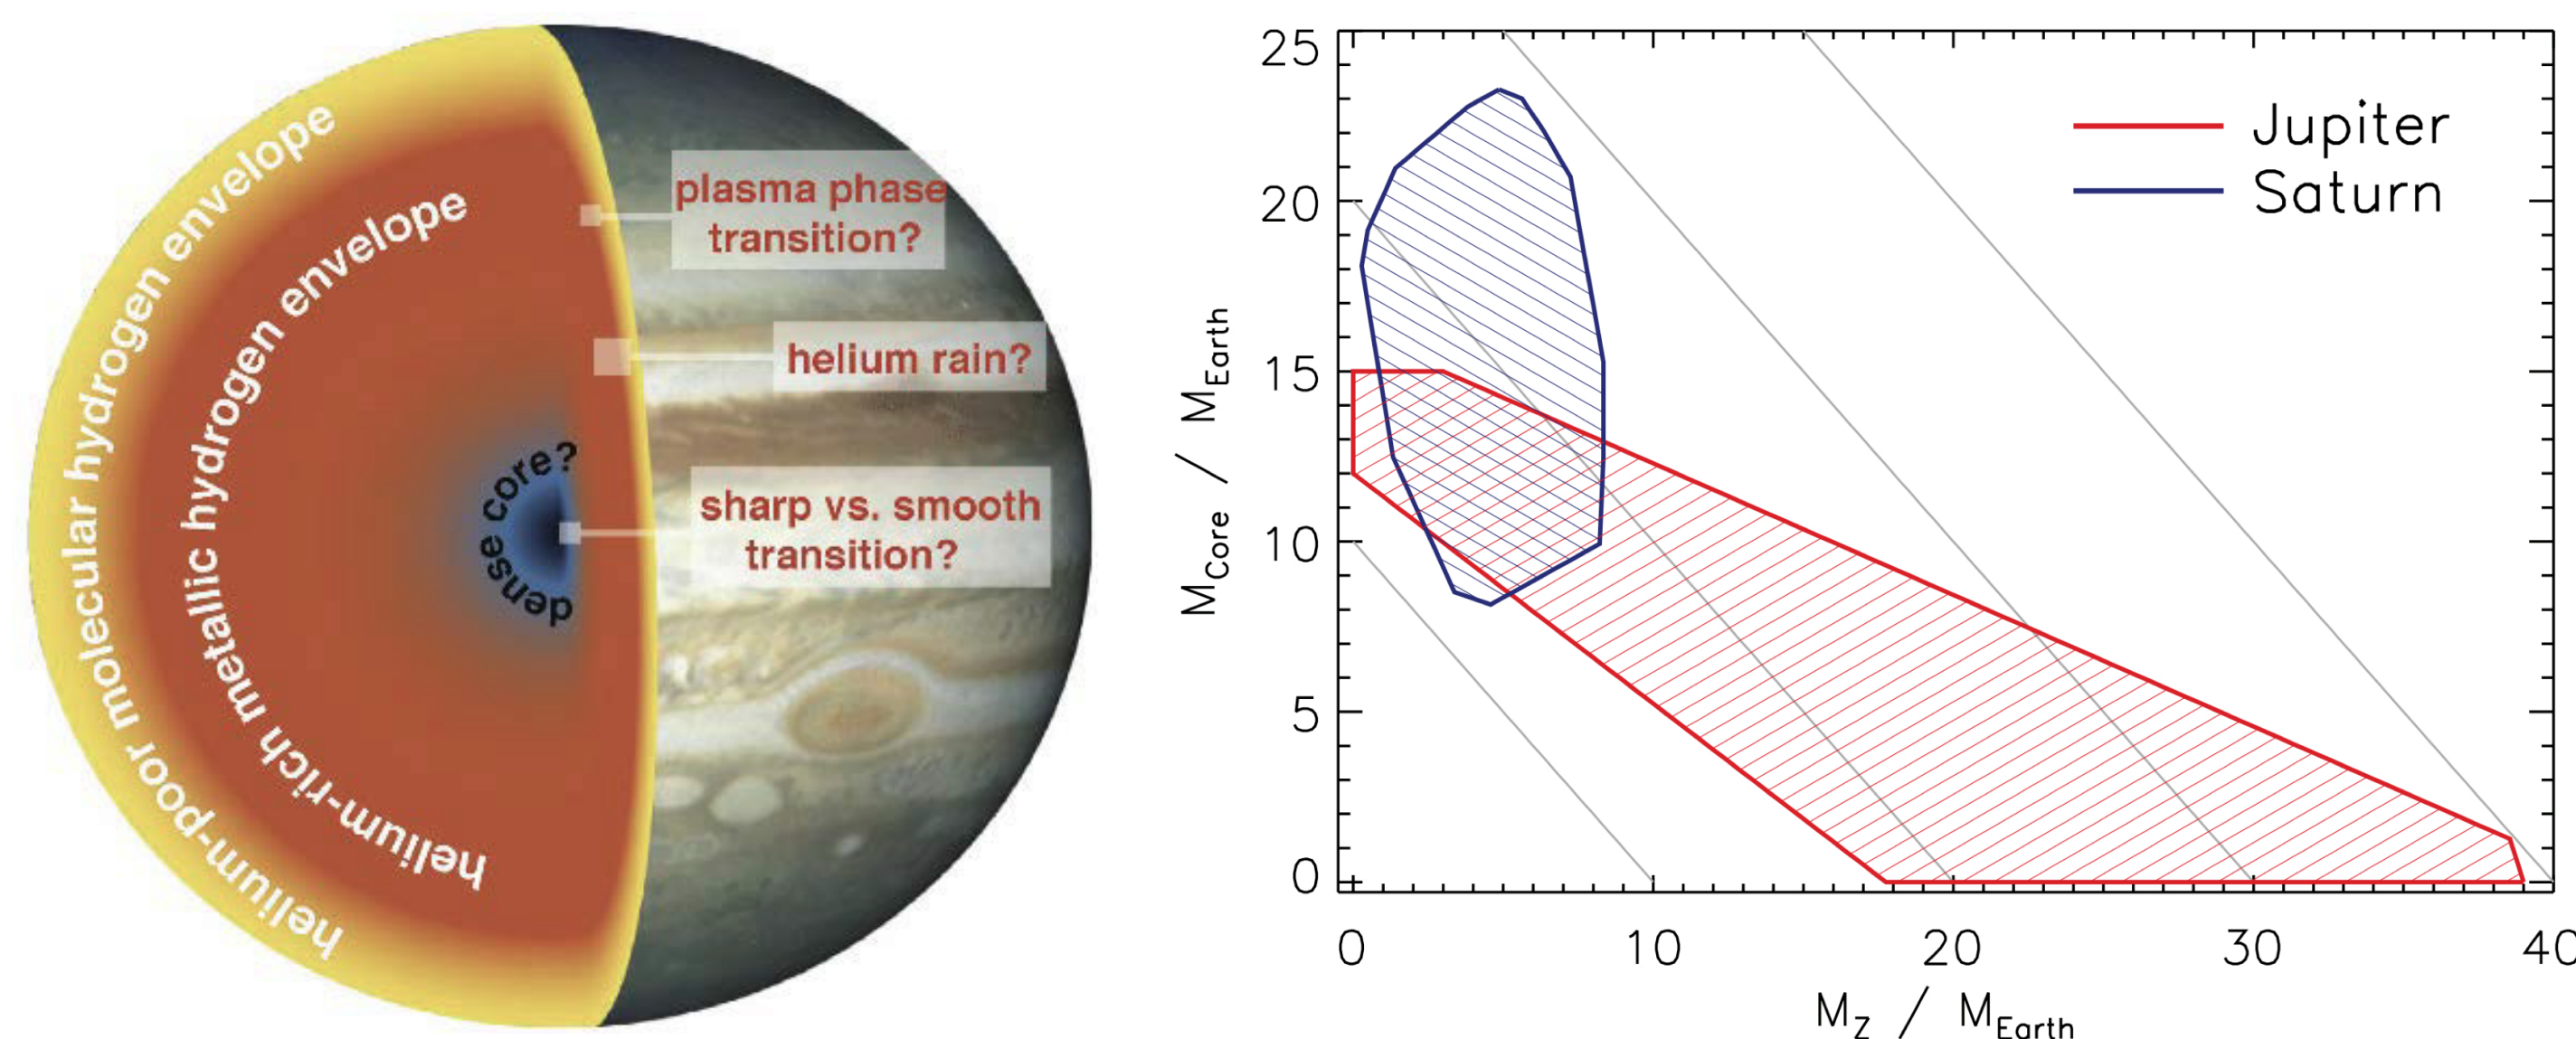 helium-poor molecular hydrogen envelope
helium-rich metallic hydrogen envelope
dense core?
plasma phase
transition?
helium rain?
sharp vs. smooth
transition?
25
20
15
10
5
0
M_Core / M_Earth
Jupiter
Saturn
0 10 20 30 40
M_Z / M_Earth